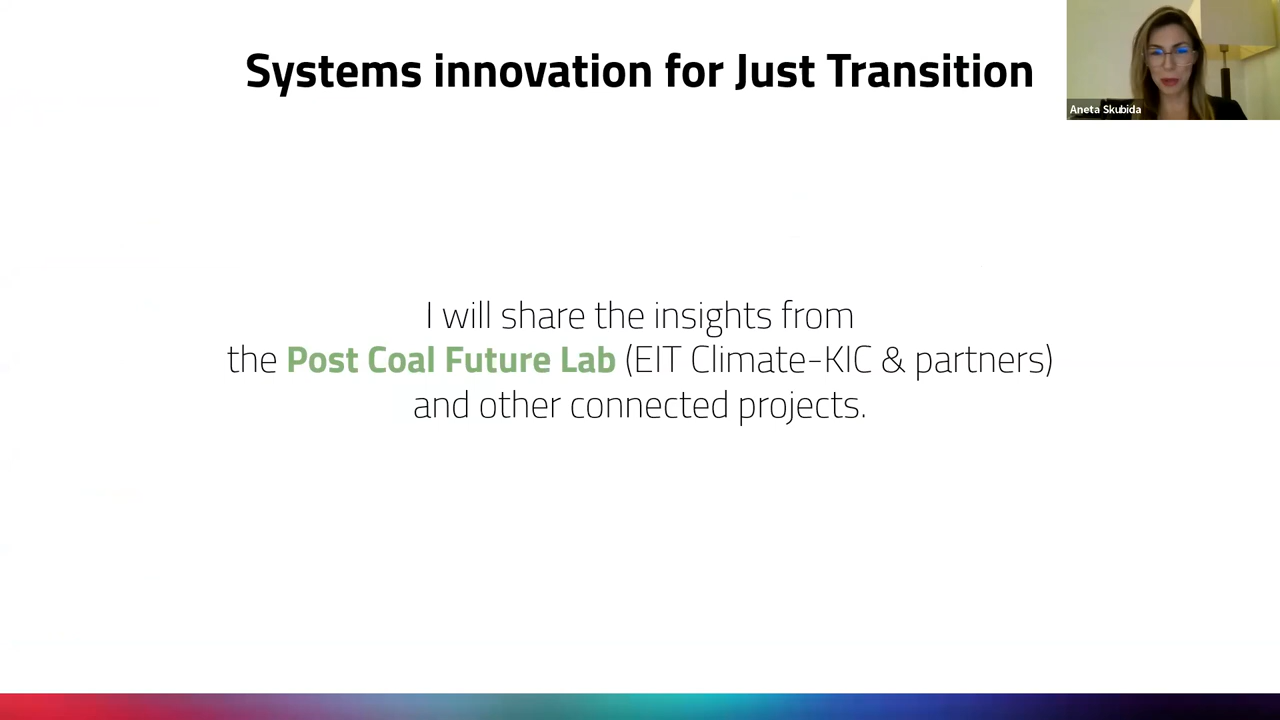 Systems innovation for Just Transition
Aneta Skubida
I will share the insights from
the Post Coal Future Lab (EIT Climate-KIC & partners)
and other connected projects.